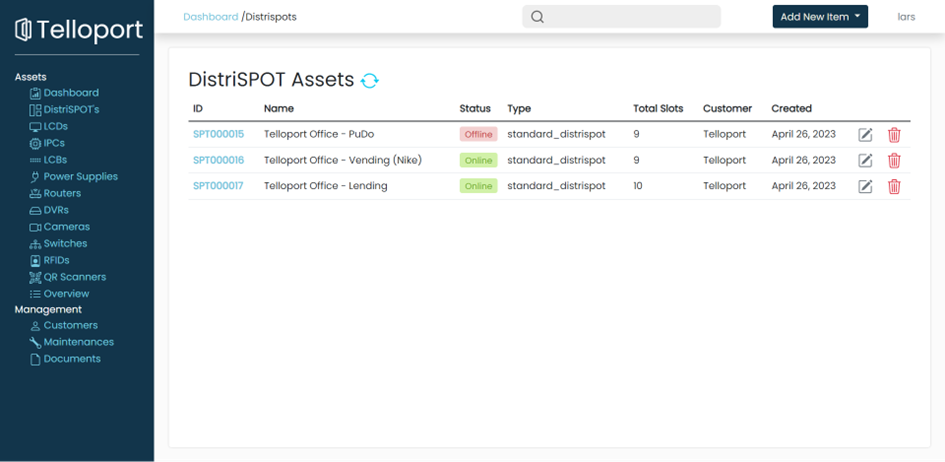 Telloport
Assets
Dashboard
DistriSPOT's
LCDs
IPCs
LCBs
Power Supplies
Routers
DVRs
Cameras
Switches
RFIDs
QR Scanners
Overview
Management
Customers
Maintenances
Documents
Dashboard /Distrispots
Add New Item
lars
DistriSPOT Assets
ID Name Status Type Total Slots Customer Created
SPT000015 Telloport Office - PuDo Offline standard_distrispot 9 Telloport April 26, 2023
SPT000016 Telloport Office - Vending (Nike) Online standard_distrispot 9 Telloport April 26, 2023
SPT000017 Telloport Office - Lending Online standard_distrispot 10 Telloport April 26, 2023